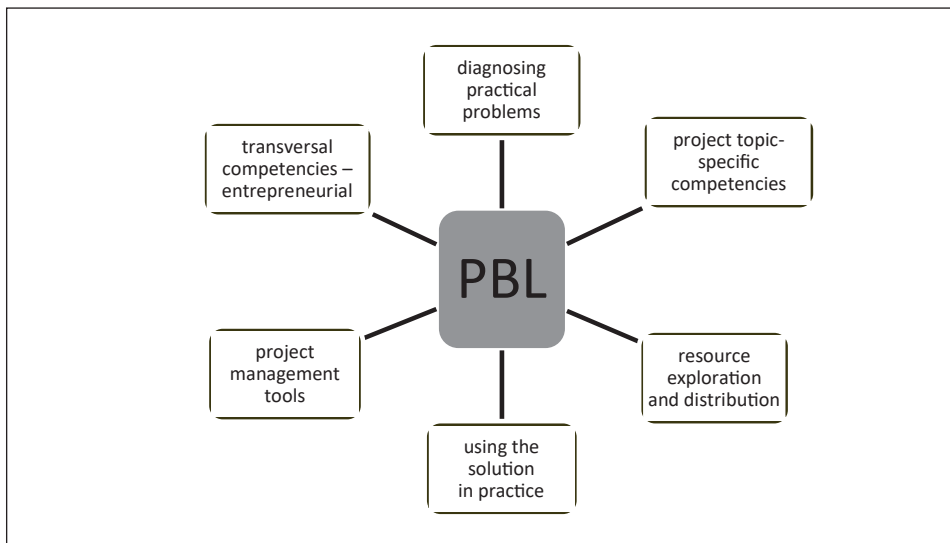 diagnosing
practical
problems
transversal
competencies –
entrepreneurial
project topic-
specific
competencies
PBL
project
management
tools
resource
exploration
and distribution
using the
solution
in practice